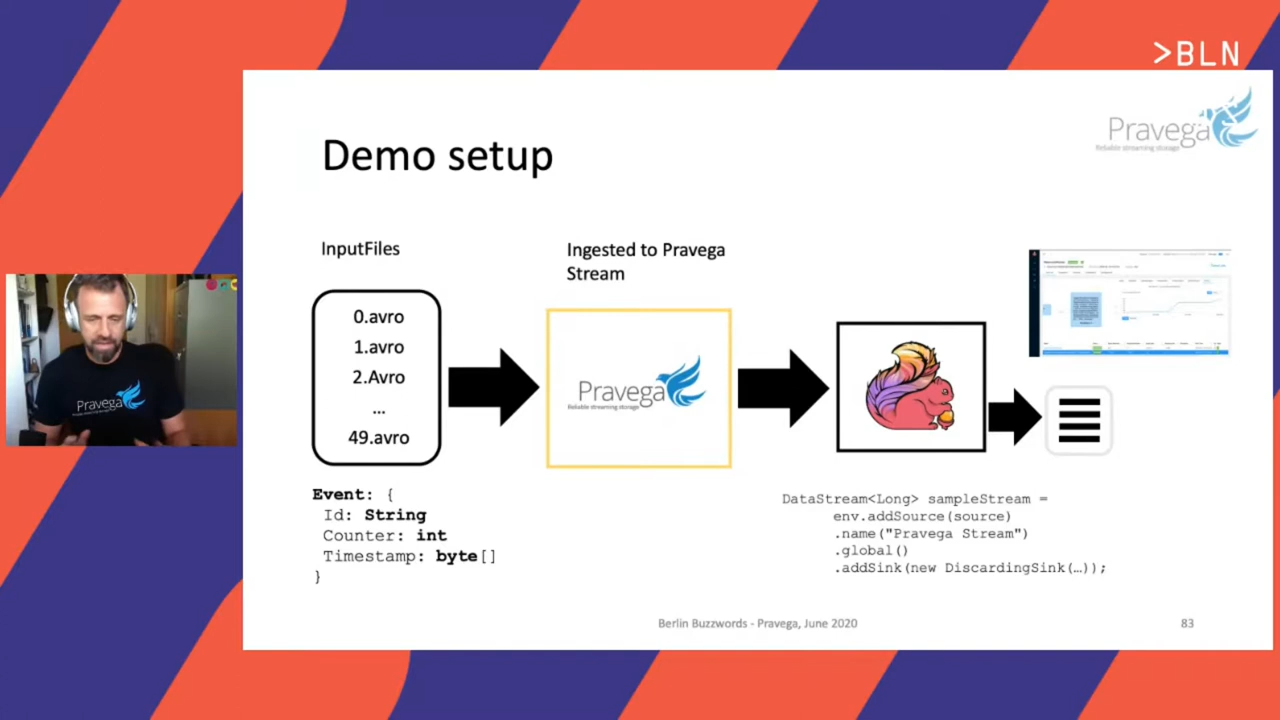 >BLN
Pravega
Reliable streaming storage
Demo setup
InputFiles
0.avro
1.avro
2.Avro
...
49.avro
Event: {
Id: String
Counter: int
Timestamp: byte[]
}
Ingested to Pravega
Stream
Pravega
Reliable streaming storage
DataStream<Long> sampleStream =
env.addSource(source)
.name("Pravega Stream")
.global()
.addSink(new DiscardingSink(…));
Pravega
Berlin Buzzwords - Pravega, June 2020
83